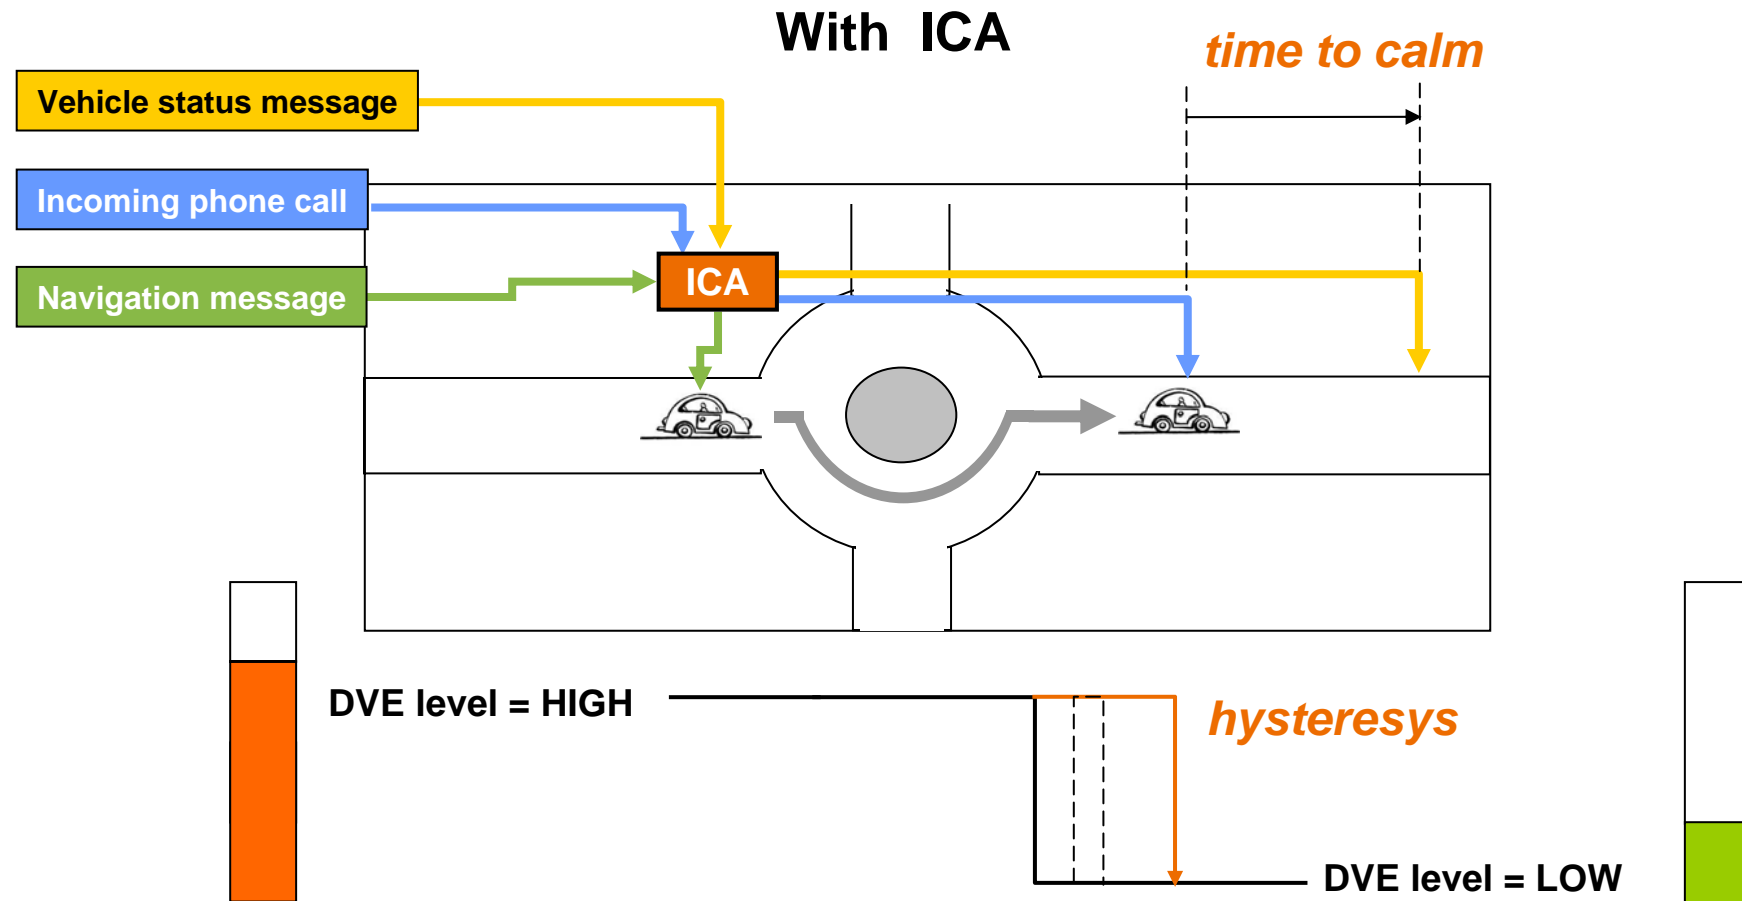 With ICA
time to calm
Vehicle status message
Incoming phone call
Navigation message
ICA
DVE level = HIGH
hysteresys
DVE level = LOW